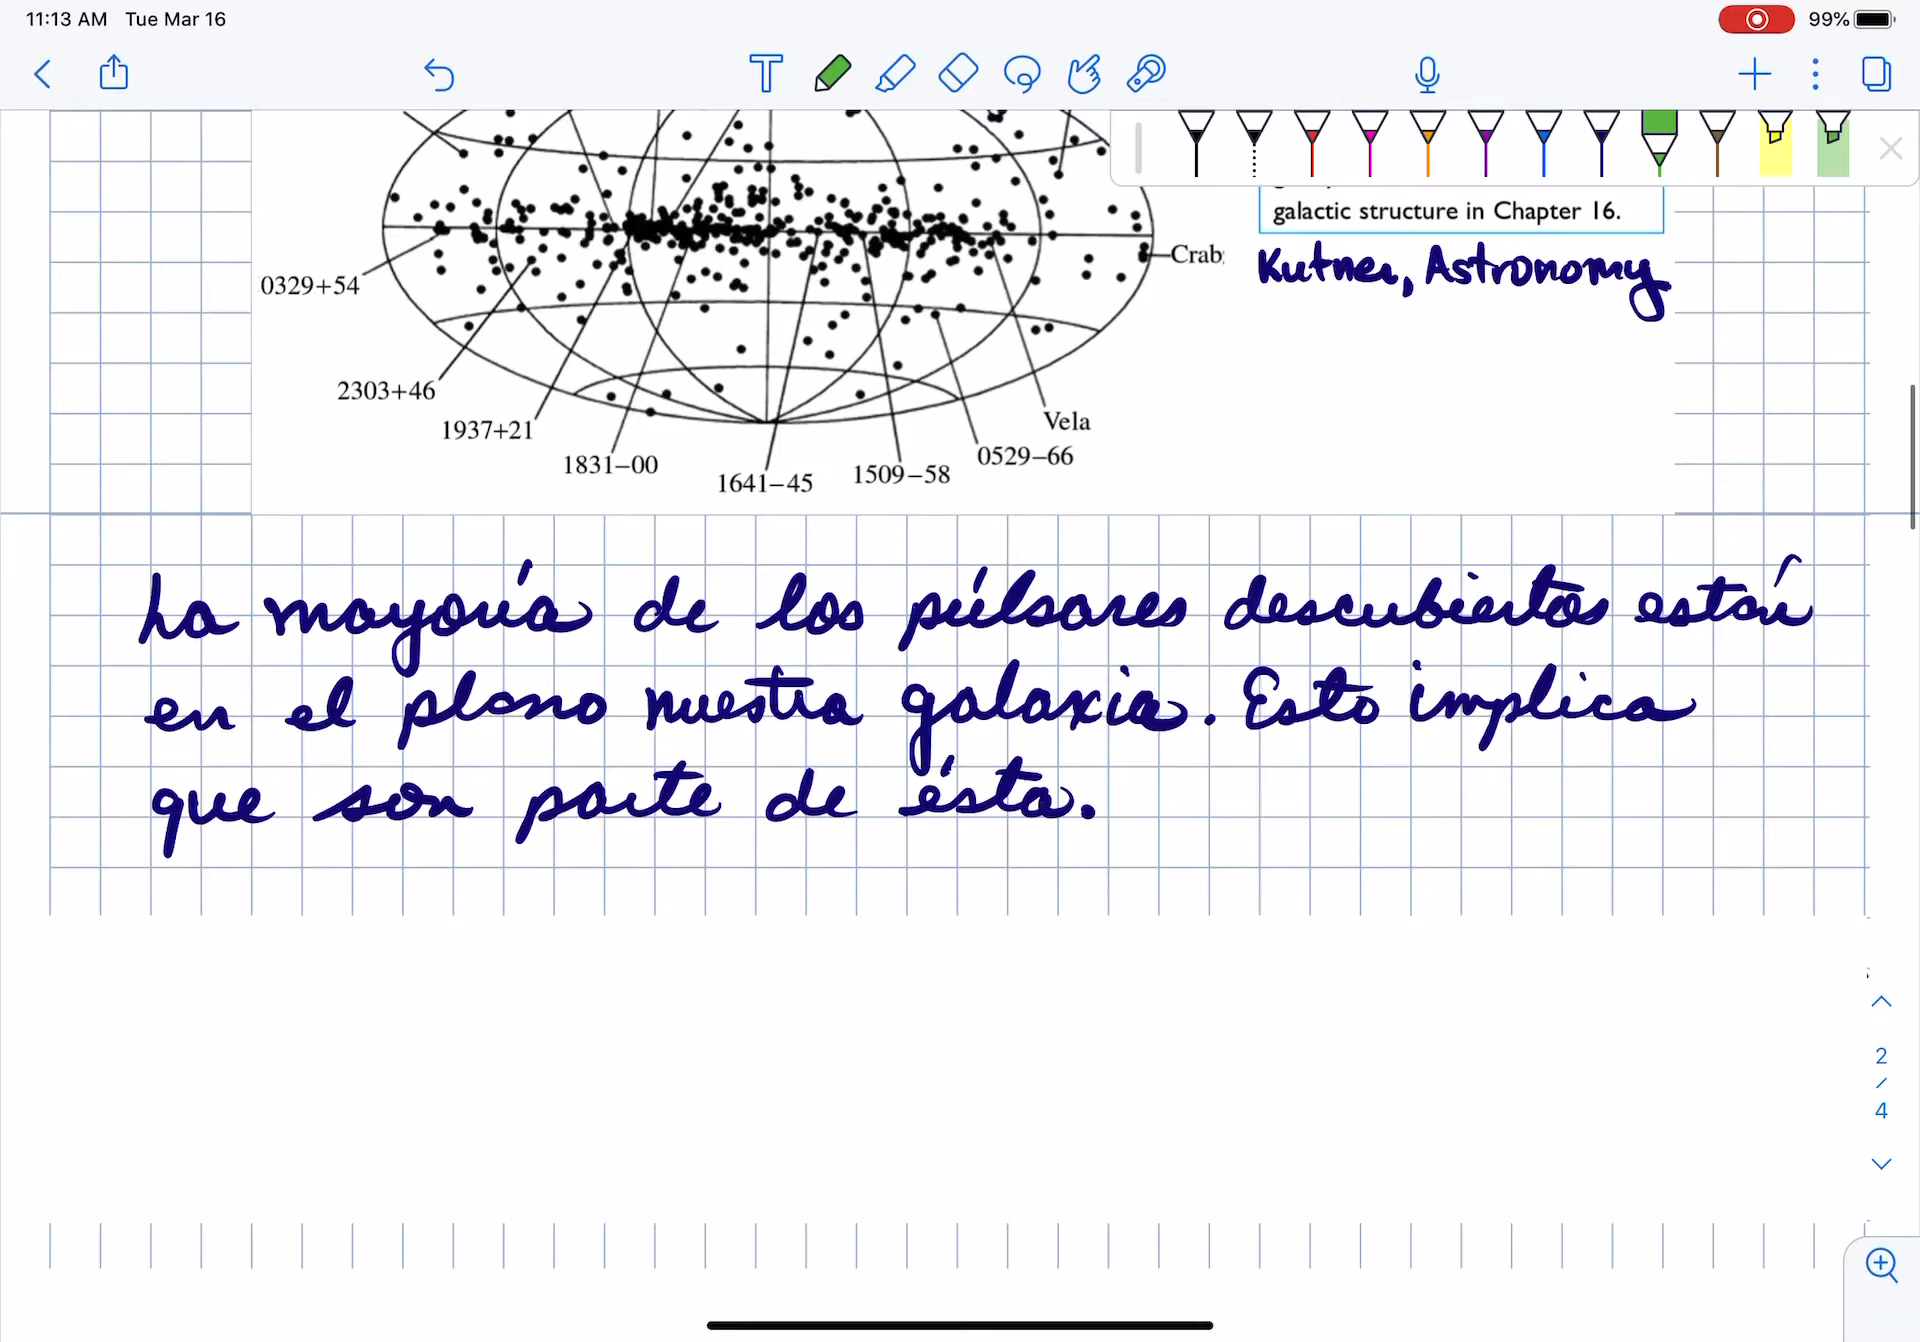 11:13 AM Tue Mar 16
99%
galactic structure in Chapter 16.
Crab
Kutner, Astronomy
0329+54
2303+46
1937+21
1831−00
1641−45
1509−58
0529−66
Vela
La mayoría de los púlsares descubiertos están
en el plano nuestra galaxia. Esto implica
que son parte de ésta.
2
/
4